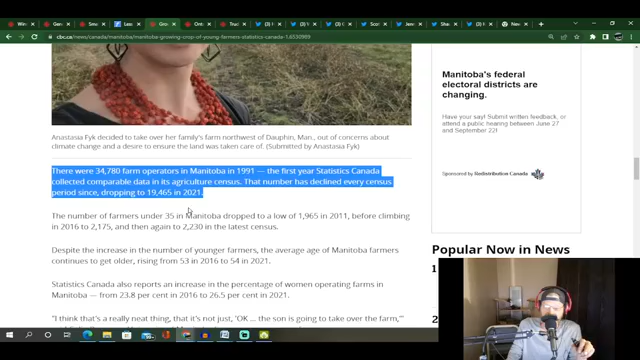 cbc.ca/news/canada/manitoba/manitoba-growing-crop-of-young-farmers-statistics-canada-1.6530989
Anastasia Fyk decided to take over her family's farm northwest of Dauphin, Man., out of concerns about
climate change and a desire to ensure the land was taken care of. (Submitted by Anastasia Fyk)
There were 34,780 farm operators in Manitoba in 1991 — the first year Statistics Canada
collected comparable data in its agriculture census. That number has declined every census
period since, dropping to 19,465 in 2021.
The number of farmers under 35 in Manitoba dropped to a low of 1,965 in 2011, before climbing
in 2016 to 2,175, and then again to 2,230 in the latest census.
Despite the increase in the number of younger farmers, the average age of Manitoba farmers
continues to get older, rising from 53 in 2016 to 54 in 2021.
Statistics Canada also reports an increase in the percentage of women operating farms in
Manitoba — from 23.8 per cent in 2016 to 26.5 per cent in 2021.
"I think that's a really neat thing, that it's not just, 'OK ... the son is going to take over the farm,'"
Manitoba's federal
electoral districts are
changing.
Have your say! Submit written feedback, or
attend a public hearing between June 27
and September 22!
Sponsored by Redistribution Canada
Popular Now in News
1
2